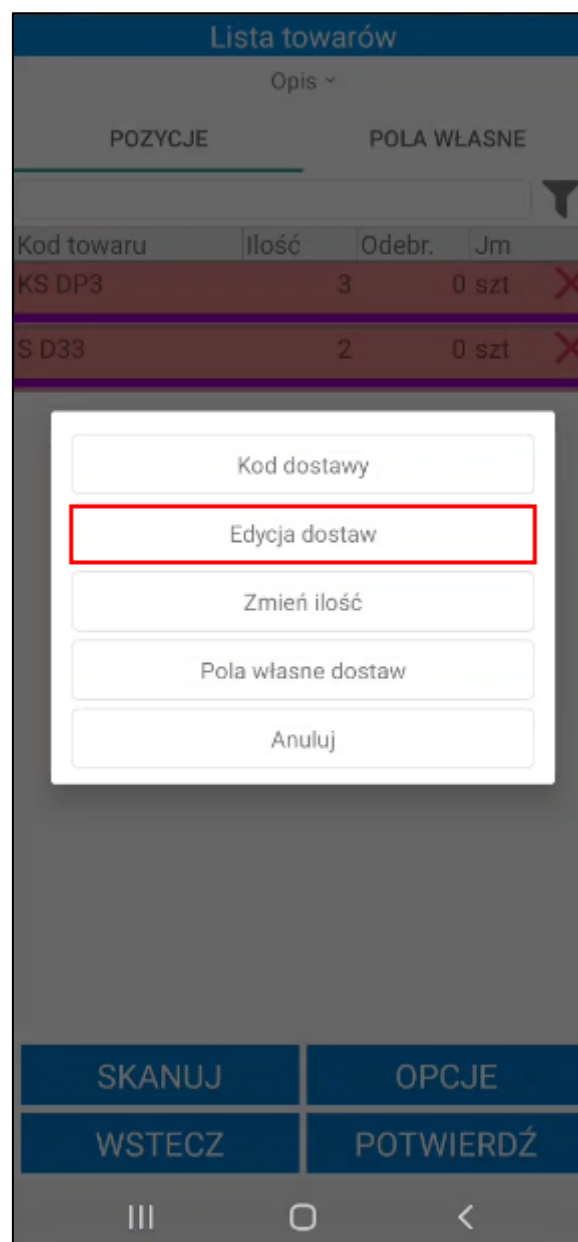 Lista towarów
Opis
POZYCJE POLA WŁASNE
Kod towaru Ilość Odebr. Jm
KS DP3 3 0 szt
S D33 2 0 szt
Kod dostawy
Edycja dostaw
Zmień ilość
Pola własne dostaw
Anuluj
SKANUJ OPCJE
WSTECZ POTWIERDŹ